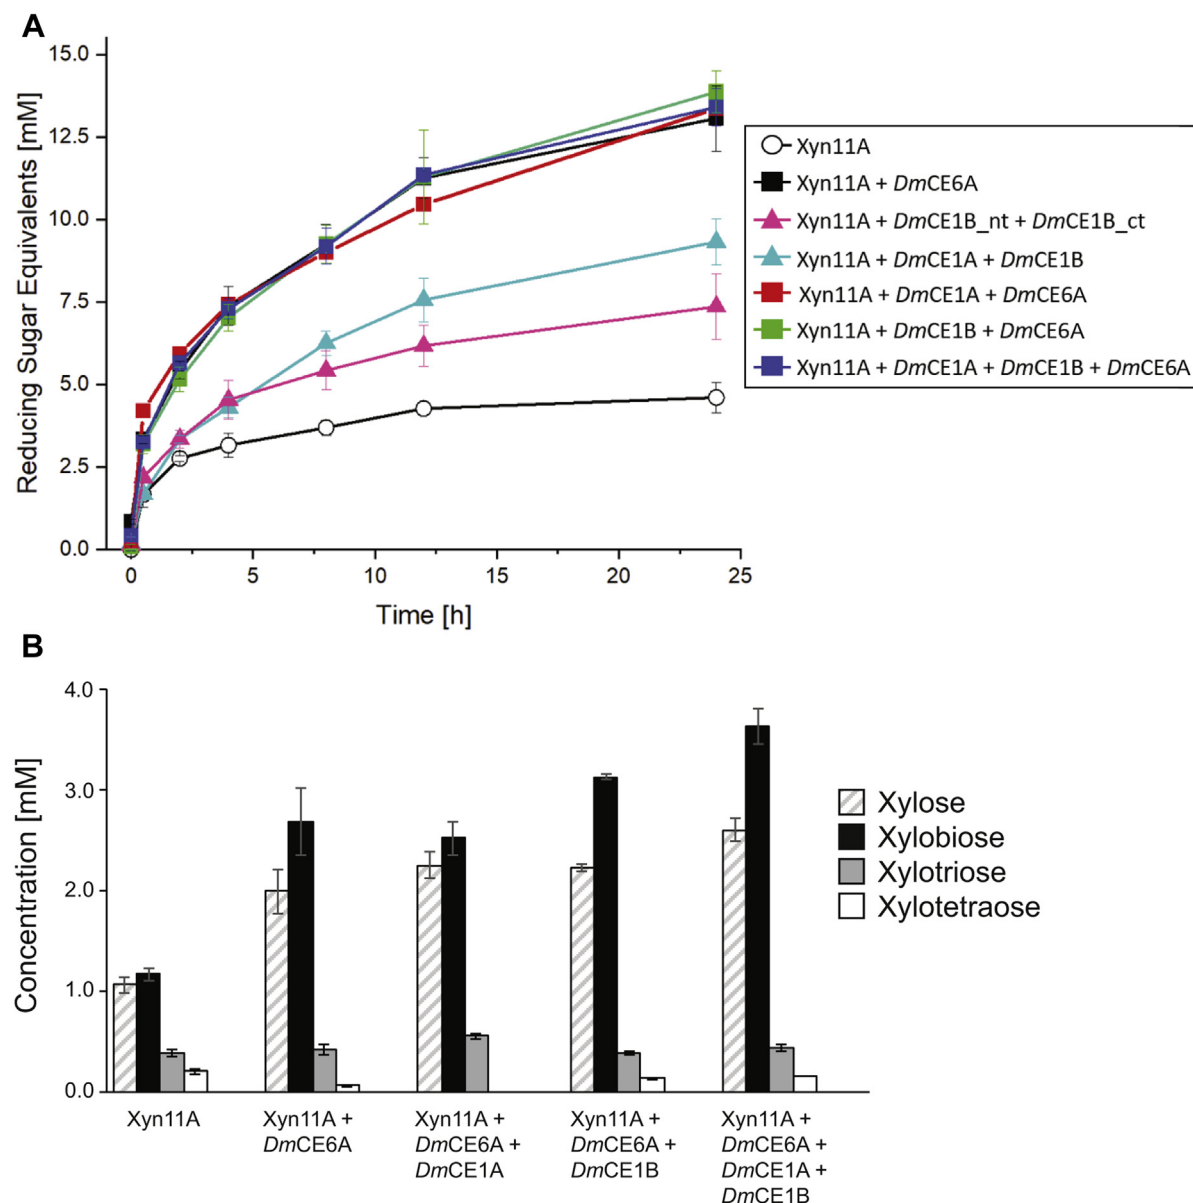 A
Reducing Sugar Equivalents [mM]
15.0
12.5
10.0
7.5
5.0
2.5
0.0
0 5 10 15 20 25
Time [h]
Xyn11A
Xyn11A + DmCE6A
Xyn11A + DmCE1B_nt + DmCE1B_ct
Xyn11A + DmCE1A + DmCE1B
Xyn11A + DmCE1A + DmCE6A
Xyn11A + DmCE1B + DmCE6A
Xyn11A + DmCE1A + DmCE1B + DmCE6A
B
Concentration [mM]
4.0
3.0
2.0
1.0
0.0
Xyn11A
Xyn11A +
DmCE6A
Xyn11A +
DmCE6A +
DmCE1A
Xyn11A +
DmCE6A +
DmCE1B
Xyn11A +
DmCE6A +
DmCE1A +
DmCE1B
Xylose
Xylobiose
Xylotriose
Xylotetraose